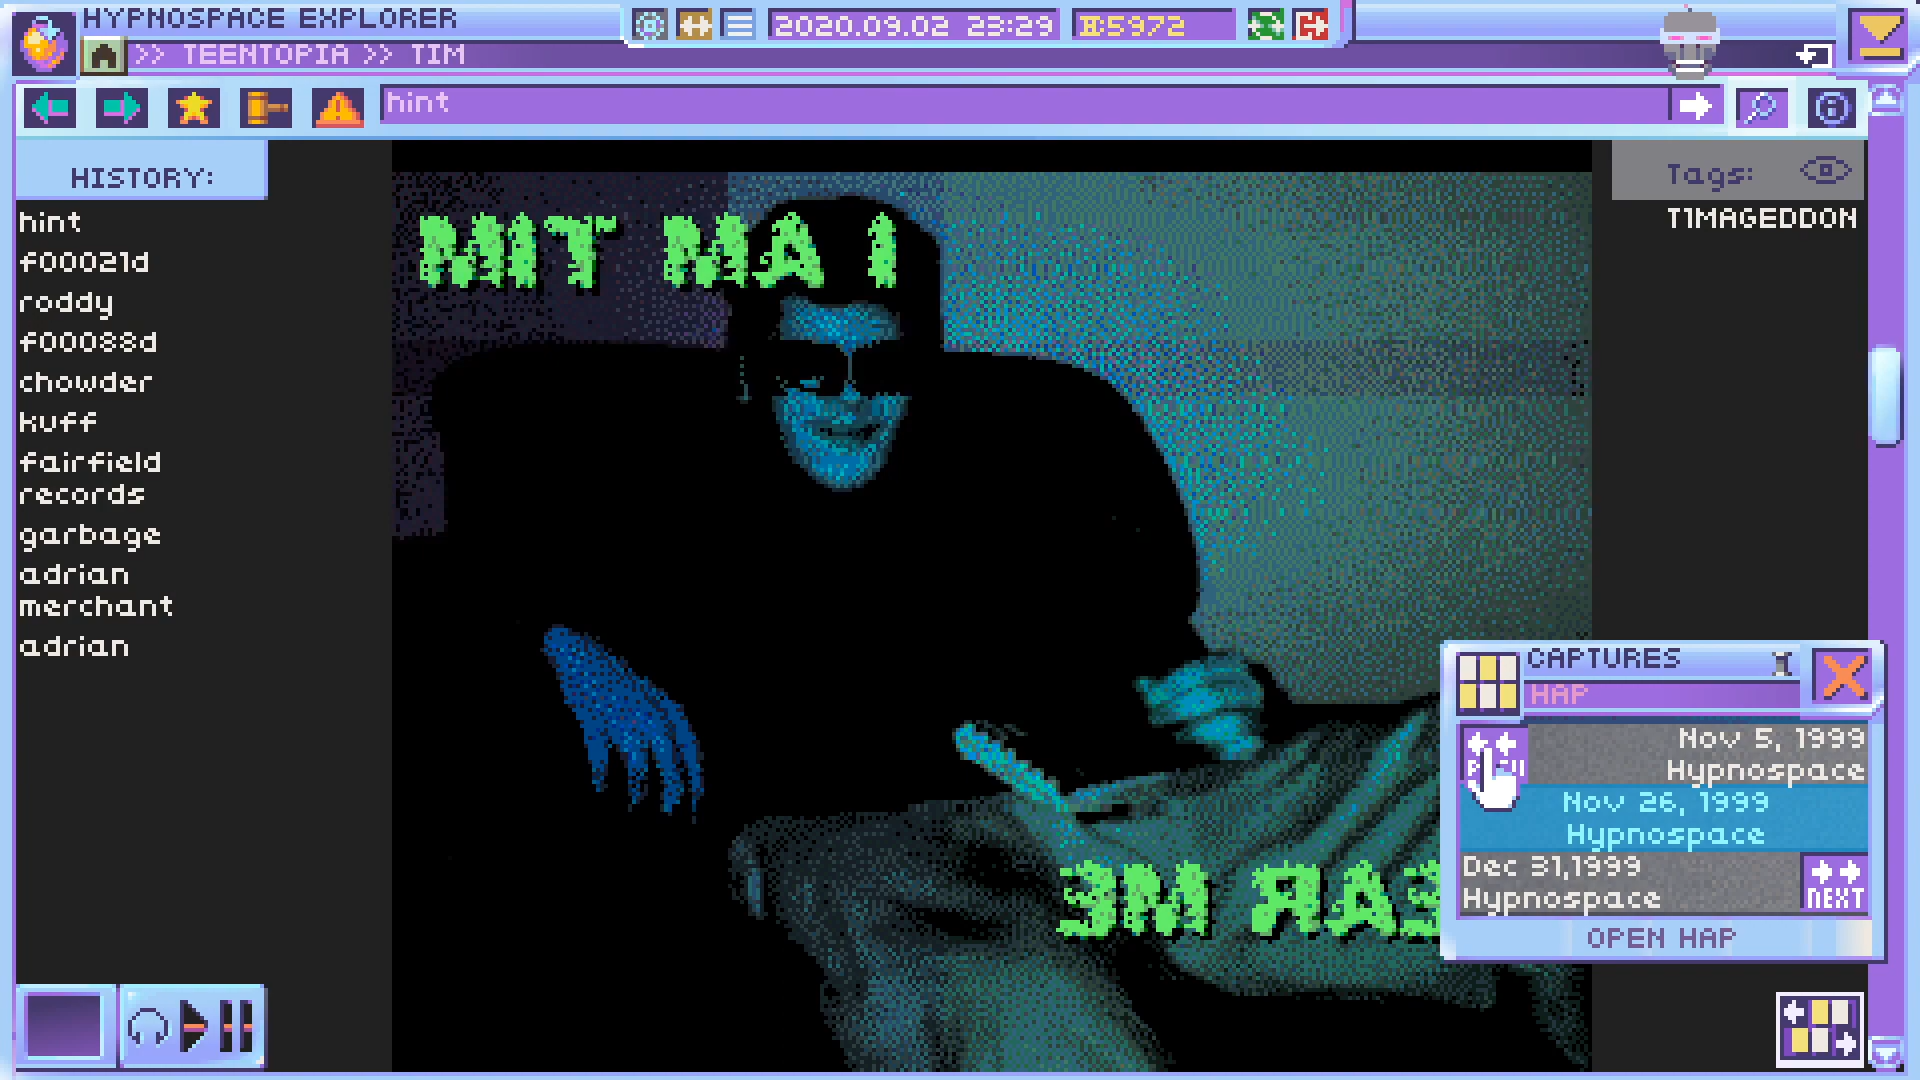 HYPNOSPACE EXPLORER
2020.09.02 23:29
5972
>> TEENTOPIA >> TIM
hint
HISTORY:
hint
f00021d
roddy
f00088d
chowder
kuff
fairfield
records
garbage
adrian
merchant
adrian
Tags:
T1MAGEDDON
MIT MA I
EAR ME
CAPTURES
HAP
Nov 5, 1999
Hypnospace
Nov 26, 1999
Hypnospace
Dec 31,1999
Hypnospace
NEXT
OPEN HAP